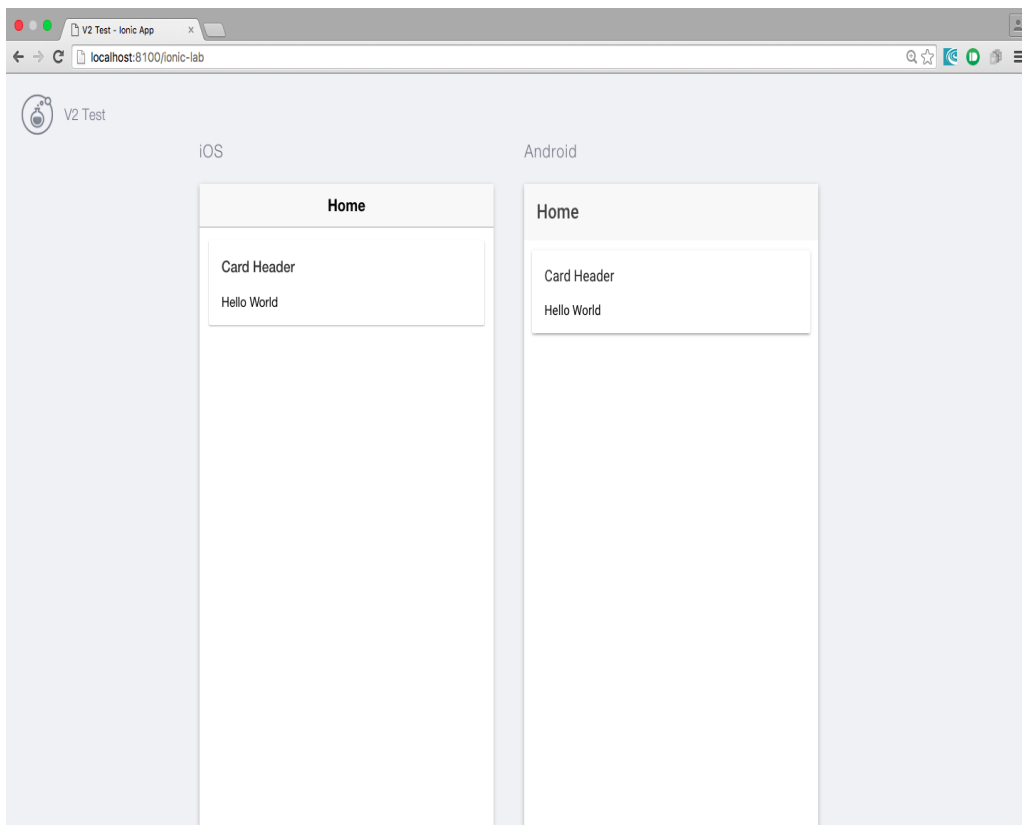 V2 Test - Ionic App
localhost:8100/ionic-lab
V2 Test
iOS
Home
Card Header
Hello World
Android
Home
Card Header
Hello World